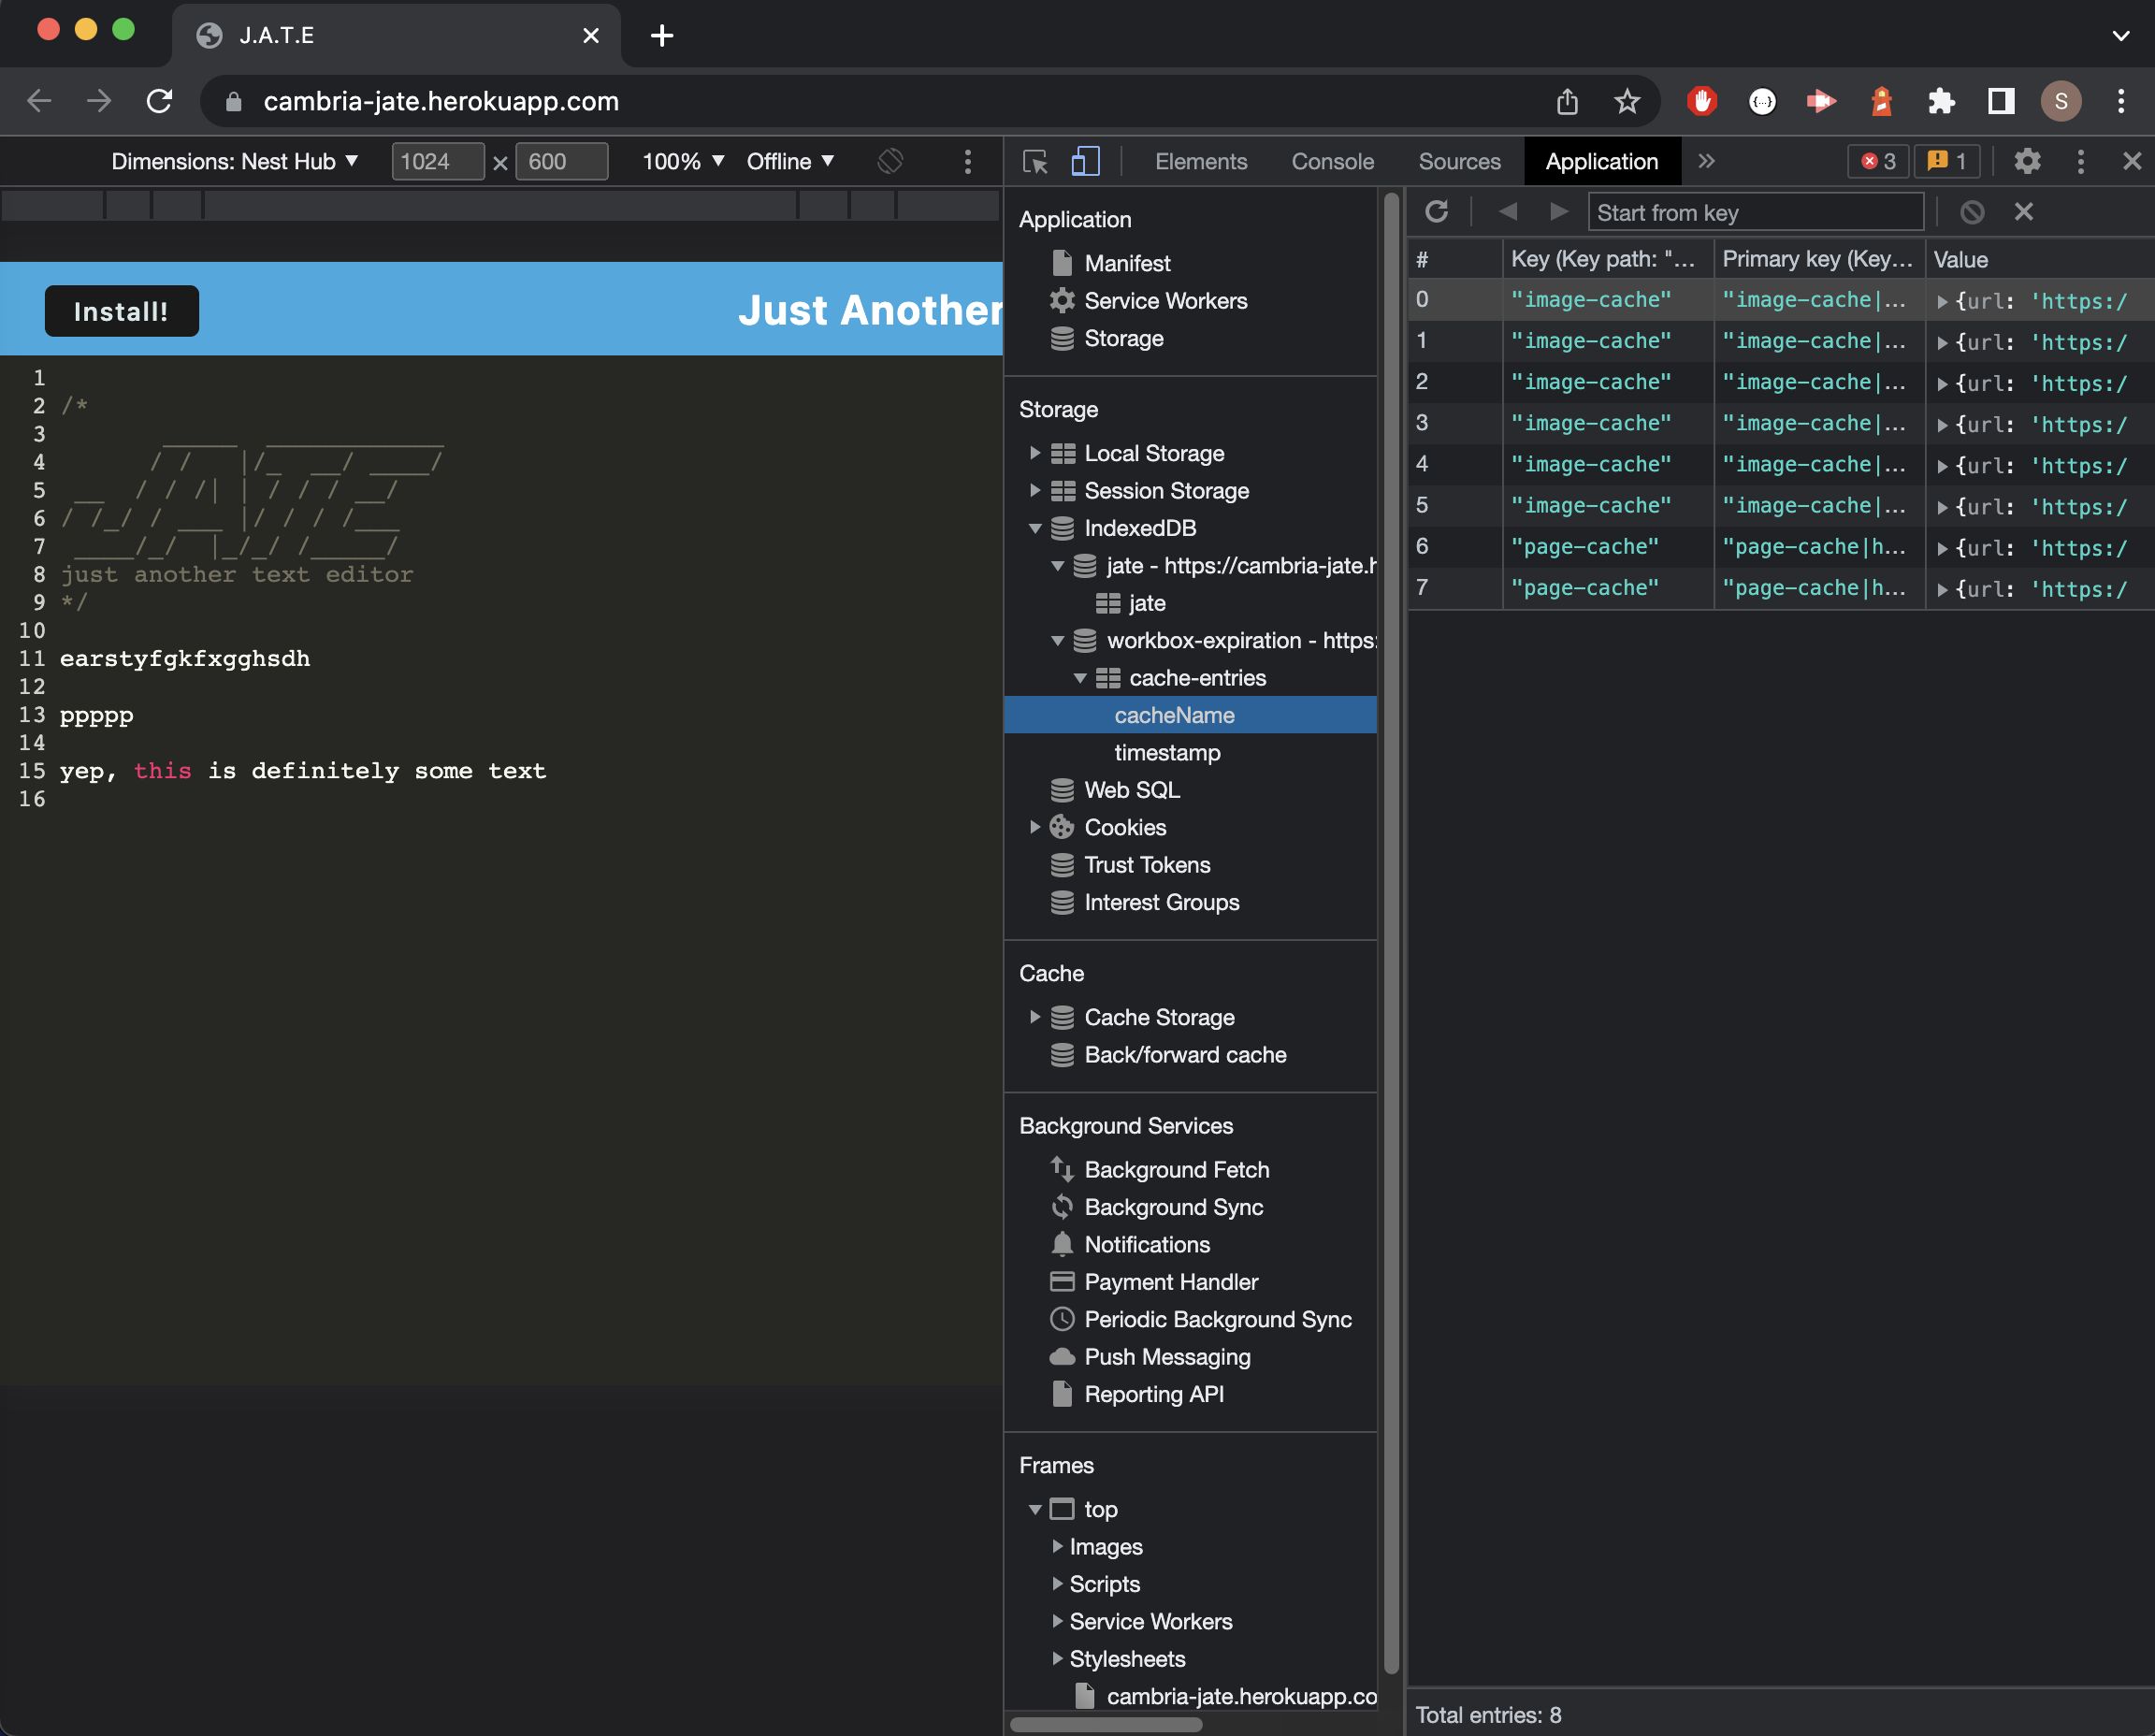 J.A.T.E
cambria-jate.herokuapp.com
S
Dimensions: Nest Hub 1024 × 600 100% Offline
Elements Console Sources Application » 3 1
Install!
Just Another
1
2 /*
3
4
5
6
7
8 just another text editor
9 */
10
11 earstyfgkfxgghsdh
12
13 ppppp
14
15 yep, this is definitely some text
16
Application
Manifest
Service Workers
Storage
Storage
Local Storage
Session Storage
IndexedDB
jate - https://cambria-jate.h
jate
workbox-expiration - https:
cache-entries
cacheName
timestamp
Web SQL
Cookies
Trust Tokens
Interest Groups
Cache
Cache Storage
Back/forward cache
Background Services
Background Fetch
Background Sync
Notifications
Payment Handler
Periodic Background Sync
Push Messaging
Reporting API
Frames
top
Images
Scripts
Service Workers
Stylesheets
cambria-jate.herokuapp.co
Start from key
# Key (Key path: "... Primary key (Key... Value
0 "image-cache" "image-cache|... {url: 'https:/
1 "image-cache" "image-cache|... {url: 'https:/
2 "image-cache" "image-cache|... {url: 'https:/
3 "image-cache" "image-cache|... {url: 'https:/
4 "image-cache" "image-cache|... {url: 'https:/
5 "image-cache" "image-cache|... {url: 'https:/
6 "page-cache" "page-cache|h... {url: 'https:/
7 "page-cache" "page-cache|h... {url: 'https:/
Total entries: 8